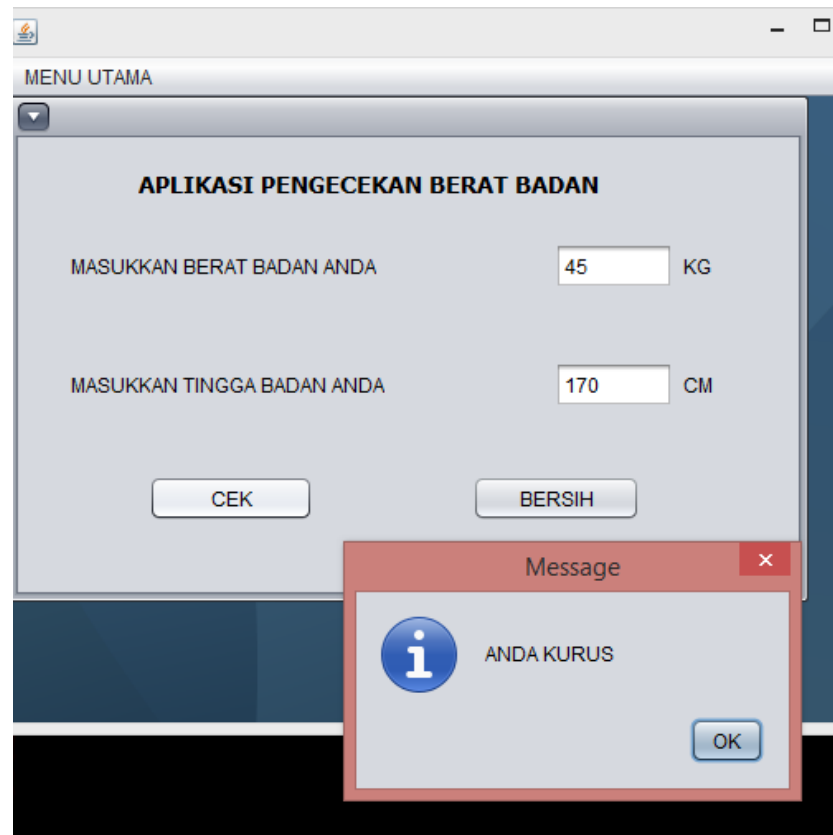 MENU UTAMA
APLIKASI PENGECEKAN BERAT BADAN
MASUKKAN BERAT BADAN ANDA 45 KG
MASUKKAN TINGGA BADAN ANDA 170 CM
CEK BERSIH
Message
ANDA KURUS
OK